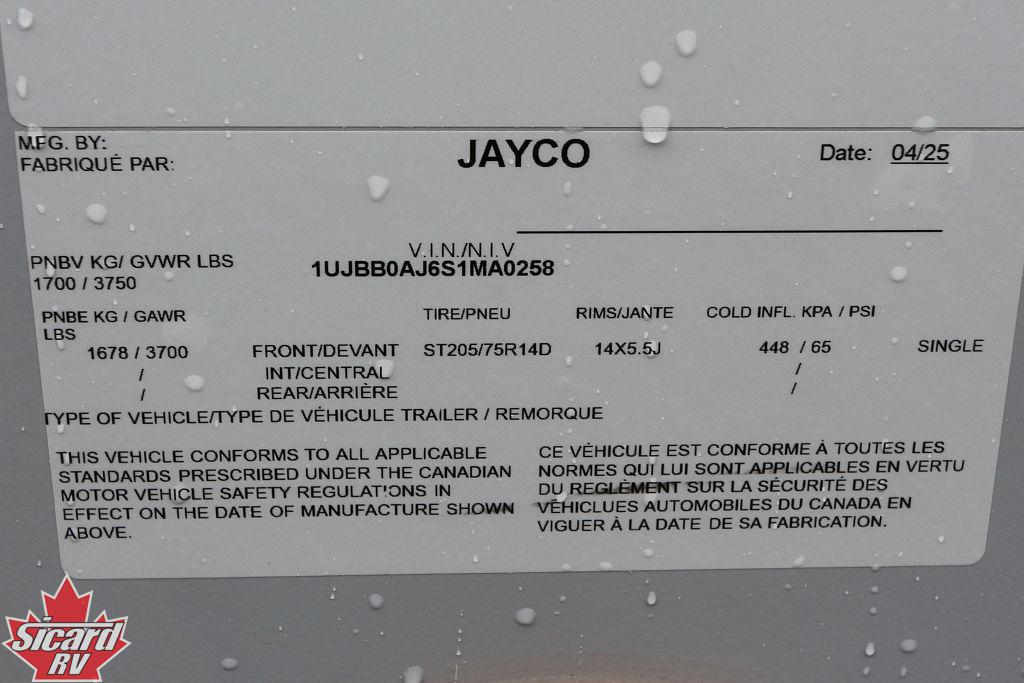 MFG. BY:
FABRIQUÉ PAR:
JAYCO
Date: 04/25
V.I.N./N.I.V
PNBV KG/ GVWR LBS
1700 / 3750
1UJBB0AJ6S1MA0258
PNBE KG / GAWR
LBS
TIRE/PNEU RIMS/JANTE COLD INFL. KPA / PSI
1678 / 3700 FRONT/DEVANT ST205/75R14D 14X5.5J 448 / 65 SINGLE
/ INT/CENTRAL /
/ REAR/ARRIÈRE /
TYPE OF VEHICLE/TYPE DE VÉHICULE TRAILER / REMORQUE
THIS VEHICLE CONFORMS TO ALL APPLICABLE
STANDARDS PRESCRIBED UNDER THE CANADIAN
MOTOR VEHICLE SAFETY REGULATIONS IN
EFFECT ON THE DATE OF MANUFACTURE SHOWN
ABOVE.
CE VÉHICULE EST CONFORME À TOUTES LES
NORMES QUI LUI SONT APPLICABLES EN VERTU
DU REGLÈMENT SUR LA SÉCURITÉ DES
VÉHICLUES AUTOMOBILES DU CANADA EN
VIGUER À LA DATE DE SA FABRICATION.
Sicard
RV